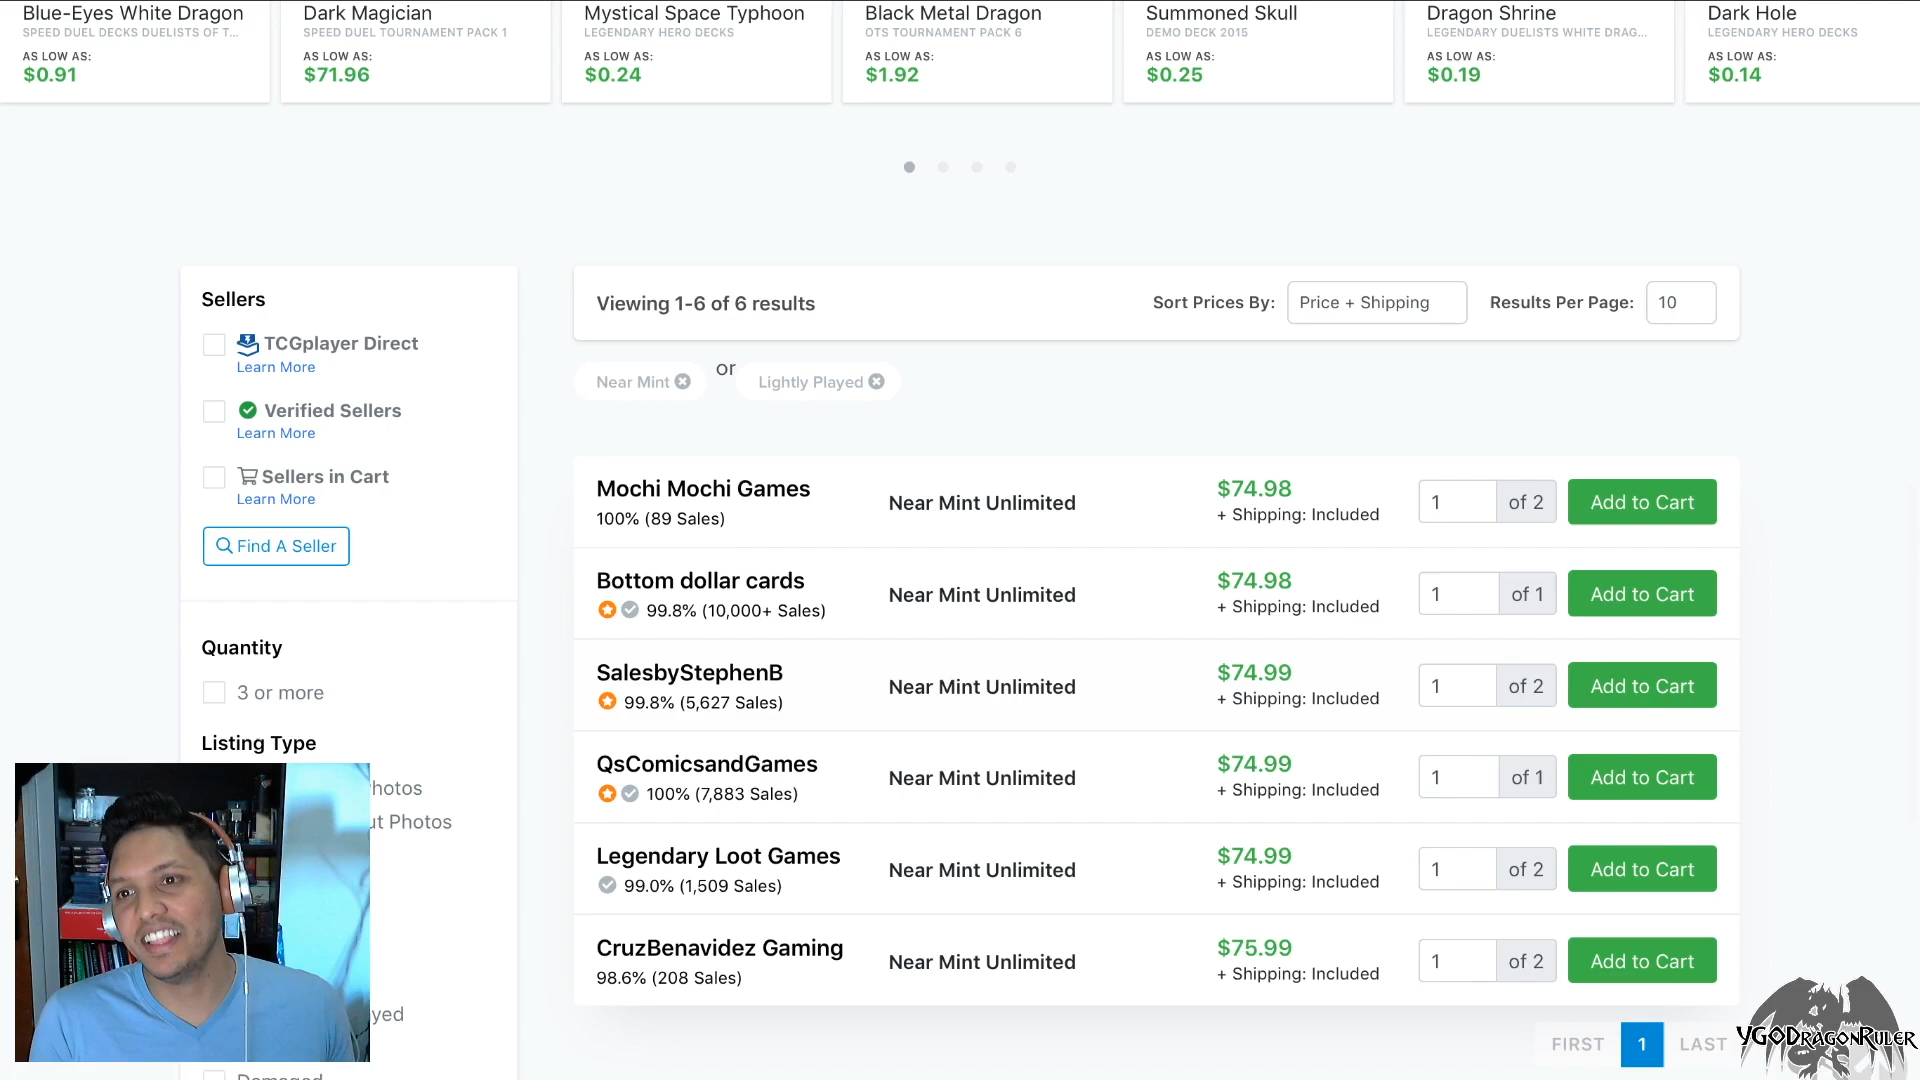 Blue-Eyes White Dragon
SPEED DUEL DECKS DUELISTS OF T...
AS LOW AS:
$0.91
Dark Magician
SPEED DUEL TOURNAMENT PACK 1
AS LOW AS:
$71.96
Mystical Space Typhoon
LEGENDARY HERO DECKS
AS LOW AS:
$0.24
Black Metal Dragon
OTS TOURNAMENT PACK 6
AS LOW AS:
$1.92
Summoned Skull
DEMO DECK 2015
AS LOW AS:
$0.25
Dragon Shrine
LEGENDARY DUELISTS WHITE DRAG...
AS LOW AS:
$0.19
Dark Hole
LEGENDARY HERO DECKS
AS LOW AS:
$0.14
Sellers
TCGplayer Direct
Learn More
Verified Sellers
Learn More
Sellers in Cart
Learn More
Find A Seller
Quantity
3 or more
Listing Type
hotos
ut Photos
yed
Damaged
Viewing 1-6 of 6 results
Sort Prices By: Price + Shipping
Results Per Page: 10
Near Mint or Lightly Played
Mochi Mochi Games
100% (89 Sales)
Near Mint Unlimited
$74.98
+ Shipping: Included
1 of 2
Add to Cart
Bottom dollar cards
99.8% (10,000+ Sales)
Near Mint Unlimited
$74.98
+ Shipping: Included
1 of 1
Add to Cart
SalesbyStephenB
99.8% (5,627 Sales)
Near Mint Unlimited
$74.99
+ Shipping: Included
1 of 2
Add to Cart
QsComicsandGames
100% (7,883 Sales)
Near Mint Unlimited
$74.99
+ Shipping: Included
1 of 1
Add to Cart
Legendary Loot Games
99.0% (1,509 Sales)
Near Mint Unlimited
$74.99
+ Shipping: Included
1 of 2
Add to Cart
CruzBenavidez Gaming
98.6% (208 Sales)
Near Mint Unlimited
$75.99
+ Shipping: Included
1 of 2
Add to Cart
FIRST 1 LAST
YGODragonRuler